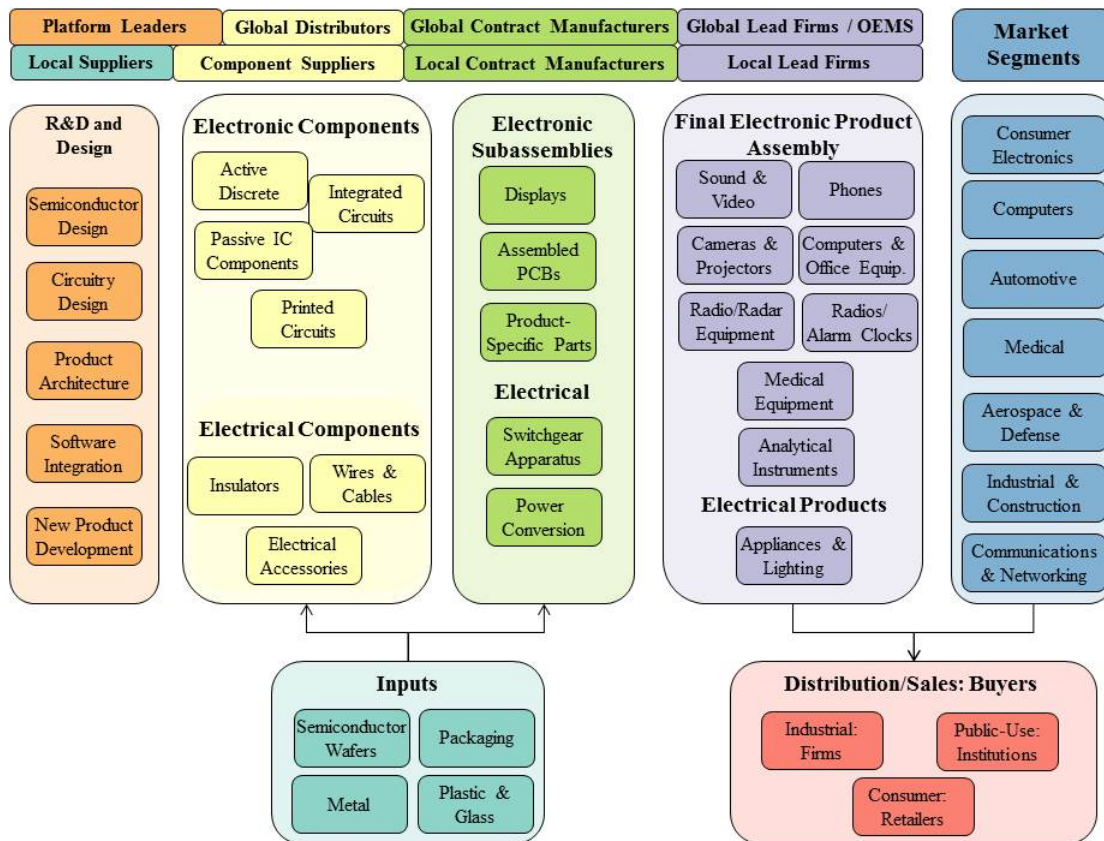 Platform Leaders
Global Distributors
Global Contract Manufacturers
Global Lead Firms / OEMS
Local Suppliers
Component Suppliers
Local Contract Manufacturers
Local Lead Firms
Market
Segments
R&D and
Design
Semiconductor
Design
Circuitry
Design
Product
Architecture
Software
Integration
New Product
Development
Electronic Components
Active
Discrete
Integrated
Circuits
Passive IC
Components
Printed
Circuits
Electrical Components
Insulators
Wires &
Cables
Electrical
Accessories
Electronic
Subassemblies
Displays
Assembled
PCBs
Product-
Specific Parts
Electrical
Switchgear
Apparatus
Power
Conversion
Final Electronic Product
Assembly
Sound &
Video
Phones
Cameras &
Projectors
Computers &
Office Equip.
Radio/Radar
Equipment
Radios/
Alarm Clocks
Medical
Equipment
Analytical
Instruments
Electrical Products
Appliances &
Lighting
Consumer
Electronics
Computers
Automotive
Medical
Aerospace &
Defense
Industrial &
Construction
Communications
& Networking
Inputs
Semiconductor
Wafers
Packaging
Metal
Plastic &
Glass
Distribution/Sales: Buyers
Industrial:
Firms
Public-Use:
Institutions
Consumer:
Retailers